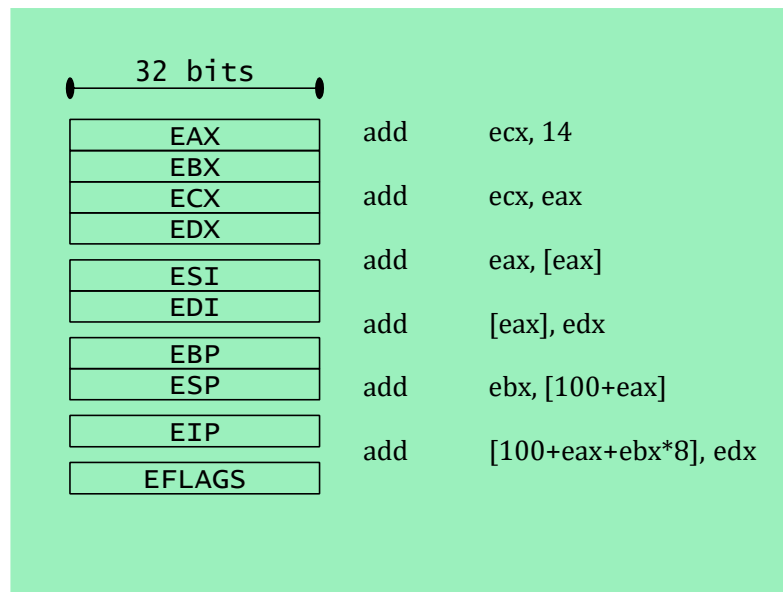 32 bits
EAX
EBX
ECX
EDX
ESI
EDI
EBP
ESP
EIP
EFLAGS
add ecx, 14
add ecx, eax
add eax, [eax]
add [eax], edx
add ebx, [100+eax]
add [100+eax+ebx*8], edx